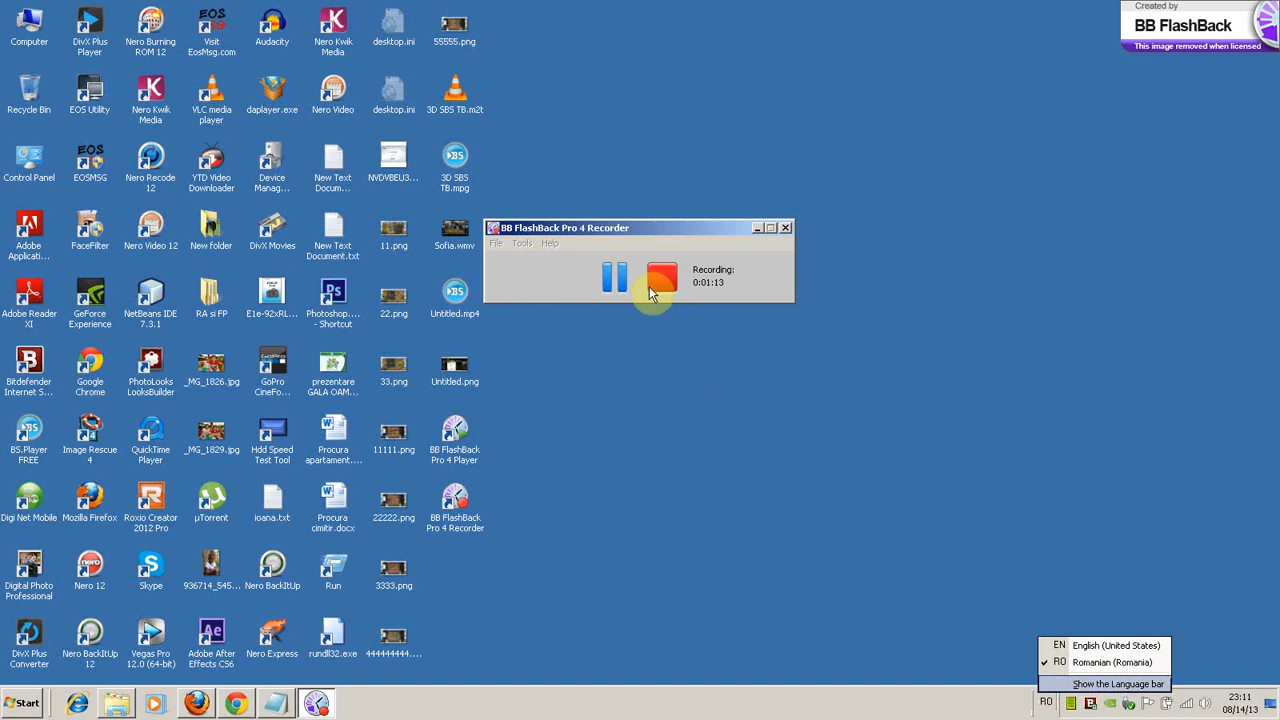 Created by
BB FlashBack
This image removed when licensed
Computer
DivX Plus
Player
Nero Burning
ROM 12
Visit
EosMsg.com
Audacity
Nero Kwik
Media
desktop.ini
55555.png
Recycle Bin
EOS Utility
Nero Kwik
Media
VLC media
player
daplayer.exe
Nero Video
desktop.ini
3D SBS TB.m2t
Control Panel
EOSMSG
Nero Recode
12
YTD Video
Downloader
Device
Manag...
New Text
Docum...
NVDVBEU3...
3D SBS
TB.mpg
Adobe
Applicati...
FaceFilter
Nero Video 12
New folder
DivX Movies
New Text
Document.txt
11.png
Sofia.wmv
Adobe Reader
XI
GeForce
Experience
NetBeans IDE
7.3.1
RA si FP
E1e-92xRL...
Photoshop....
- Shortcut
22.png
Untitled.mp4
Bitdefender
Internet S...
Google
Chrome
PhotoLooks
LooksBuilder
_MG_1826.jpg
GoPro
CineFo...
prezentare
GALA OAM...
33.png
Untitled.png
BS.Player
FREE
Image Rescue
4
QuickTime
Player
_MG_1829.jpg
Hdd Speed
Test Tool
Procura
apartament....
11111.png
BB FlashBack
Pro 4 Player
Digi Net Mobile
Mozilla Firefox
Roxio Creator
2012 Pro
µTorrent
ioana.txt
Procura
cimitir.docx
22222.png
BB FlashBack
Pro 4 Recorder
Digital Photo
Professional
Nero 12
Skype
936714_545...
Nero BackItUp
Run
3333.png
DivX Plus
Converter
Nero BackItUp
12
Vegas Pro
12.0 (64-bit)
Adobe After
Effects CS6
Nero Express
rundll32.exe
444444444....
BB FlashBack Pro 4 Recorder
File Tools Help
Recording:
0:01:13
EN English (United States)
RO Romanian (Romania)
Show the Language bar
Start
RO
23:11
08/14/13